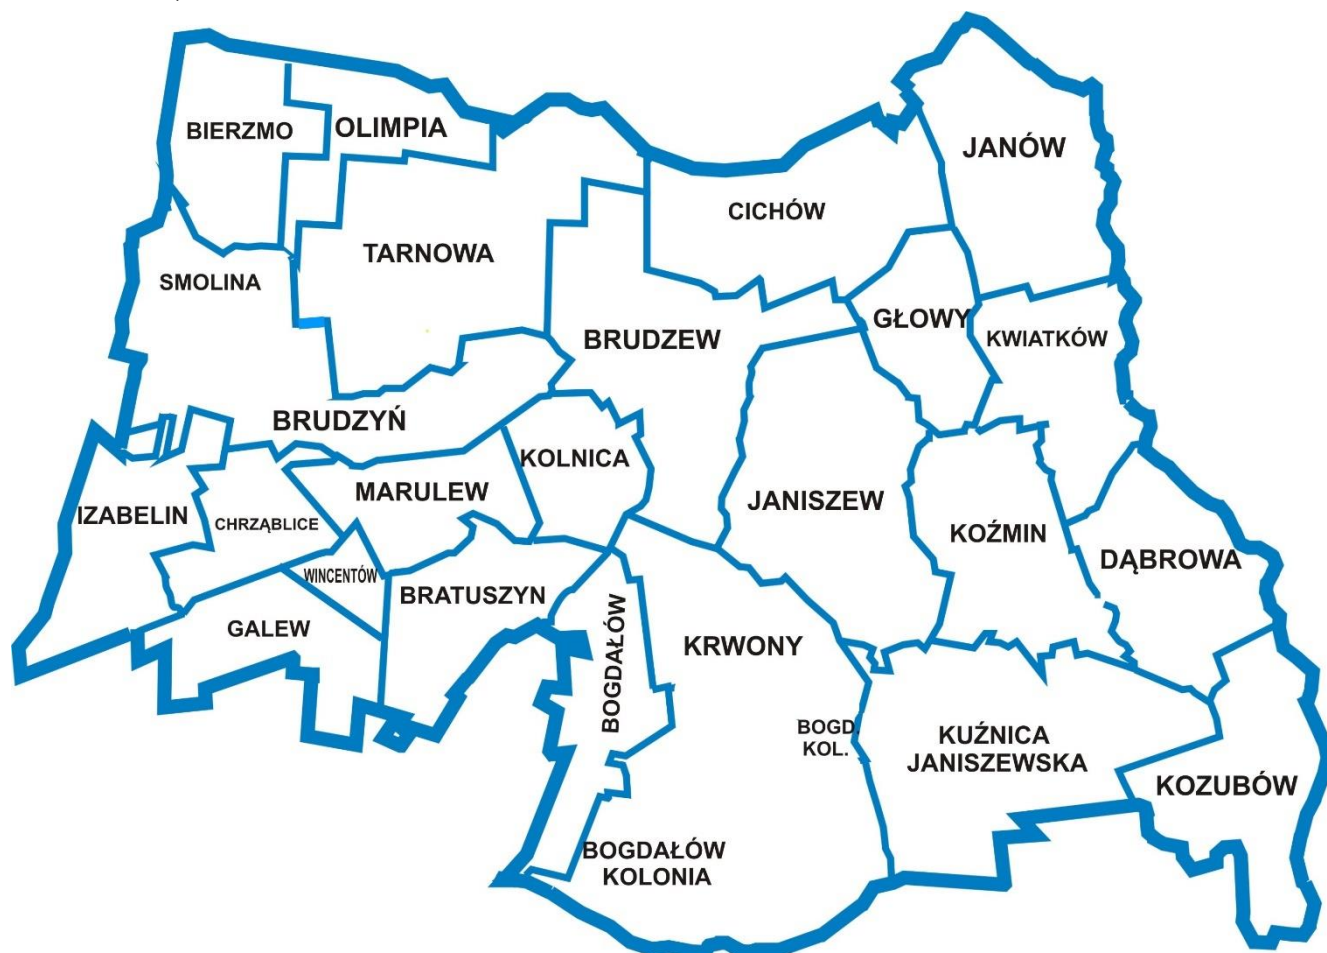 BIERZMO
OLIMPIA
JANÓW
CICHÓW
TARNOWA
SMOLINA
GŁOWY
KWIATKÓW
BRUDZEW
BRUDZYŃ
KOLNICA
MARULEW
JANISZEW
IZABELIN
CHRZĄBLICE
KOŹMIN
DĄBROWA
WINCENTÓW
BRATUSZYN
GALEW
BOGDAŁÓW
KRWONY
BOGD.
KOL.
KUŹNICA
JANISZEWSKA
KOZUBÓW
BOGDAŁÓW
KOLONIA